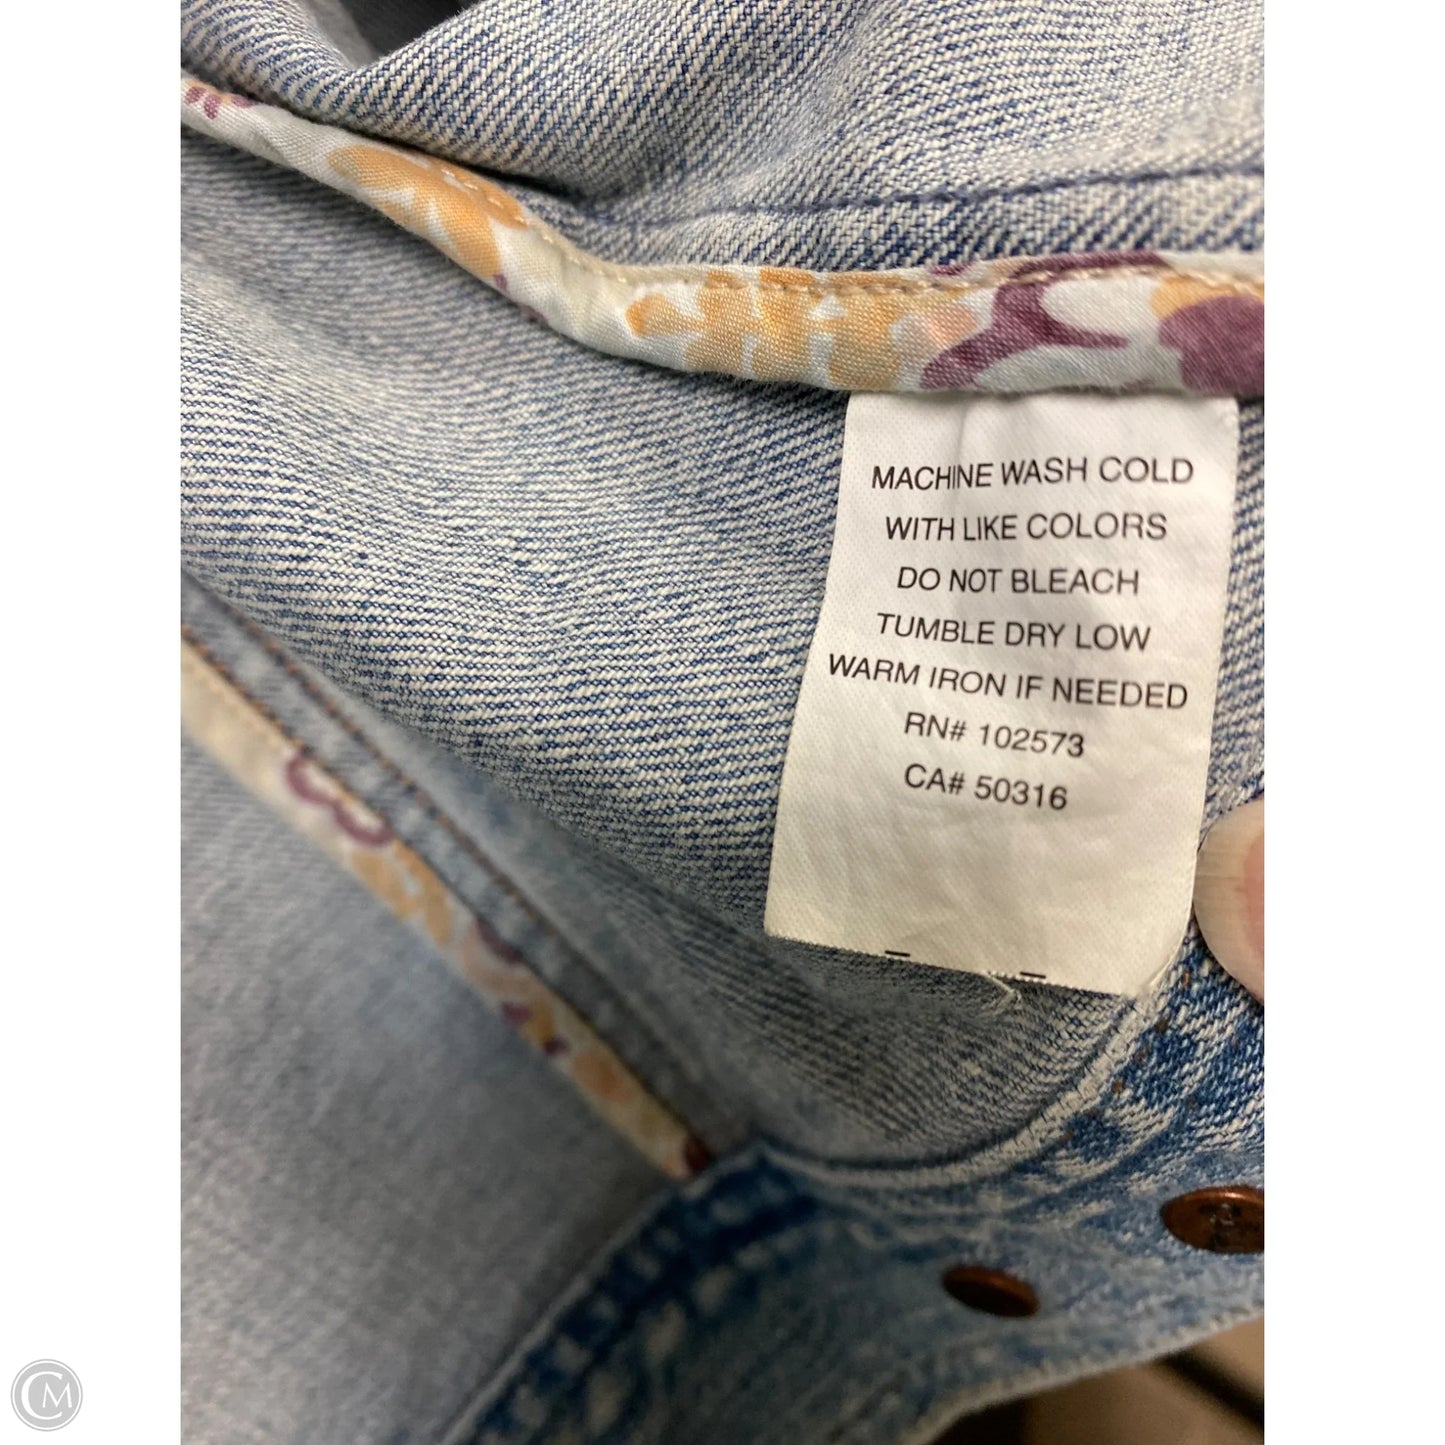 MACHINE WASH COLD
WITH LIKE COLORS
DO NOT BLEACH
TUMBLE DRY LOW
WARM IRON IF NEEDED
RN# 102573
CA# 50316
CM